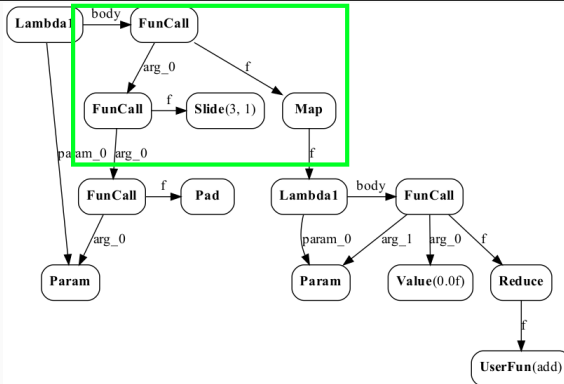 Lambda1 body FunCall
arg_0 f
FunCall f Slide(3, 1) Map
param_0 arg_0 f
FunCall f Pad Lambda1 body FunCall
arg_0 param_0 arg_1 arg_0 f
Param Param Value(0.0f) Reduce
f
UserFun(add)